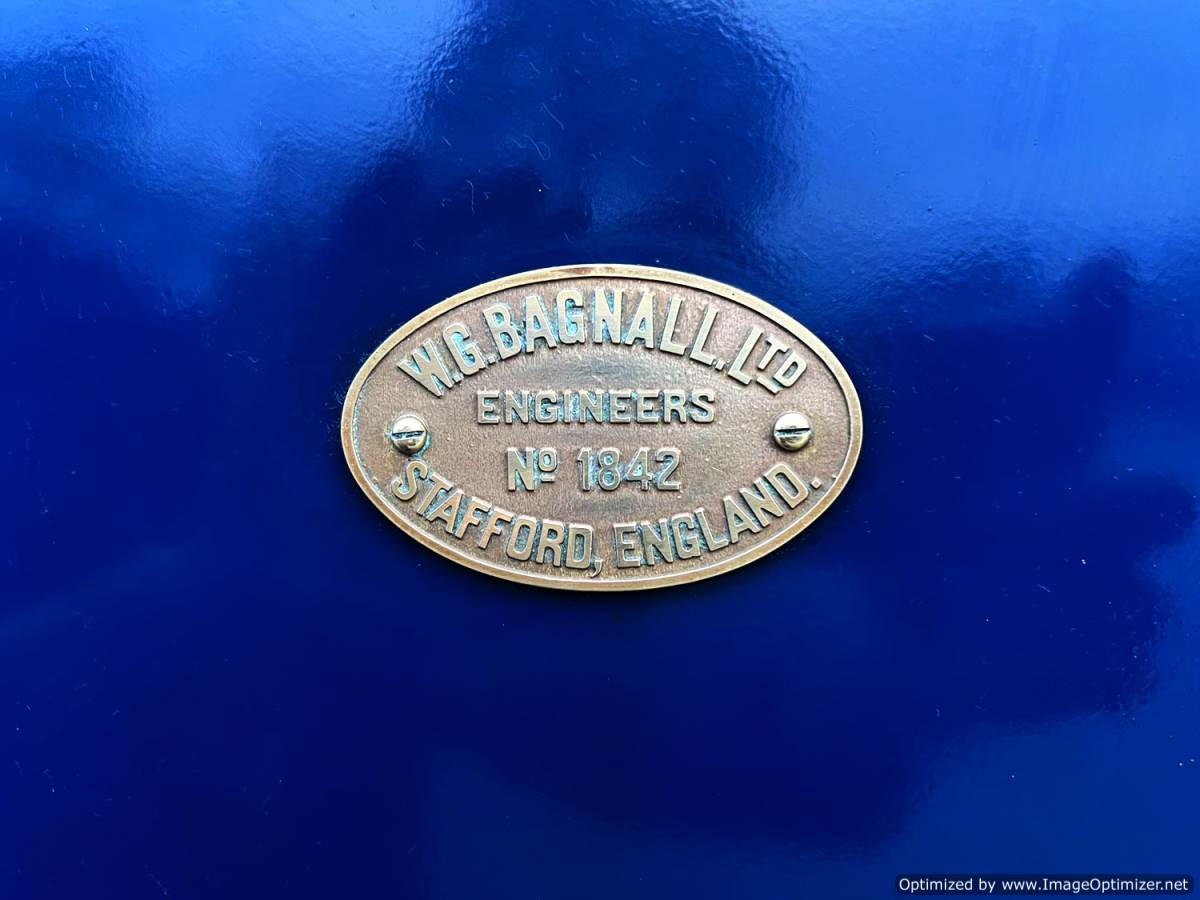 W.G.BAGNALL.LTD
ENGINEERS
Nº 1842
STAFFORD, ENGLAND.
Optimized by www.ImageOptimizer.net